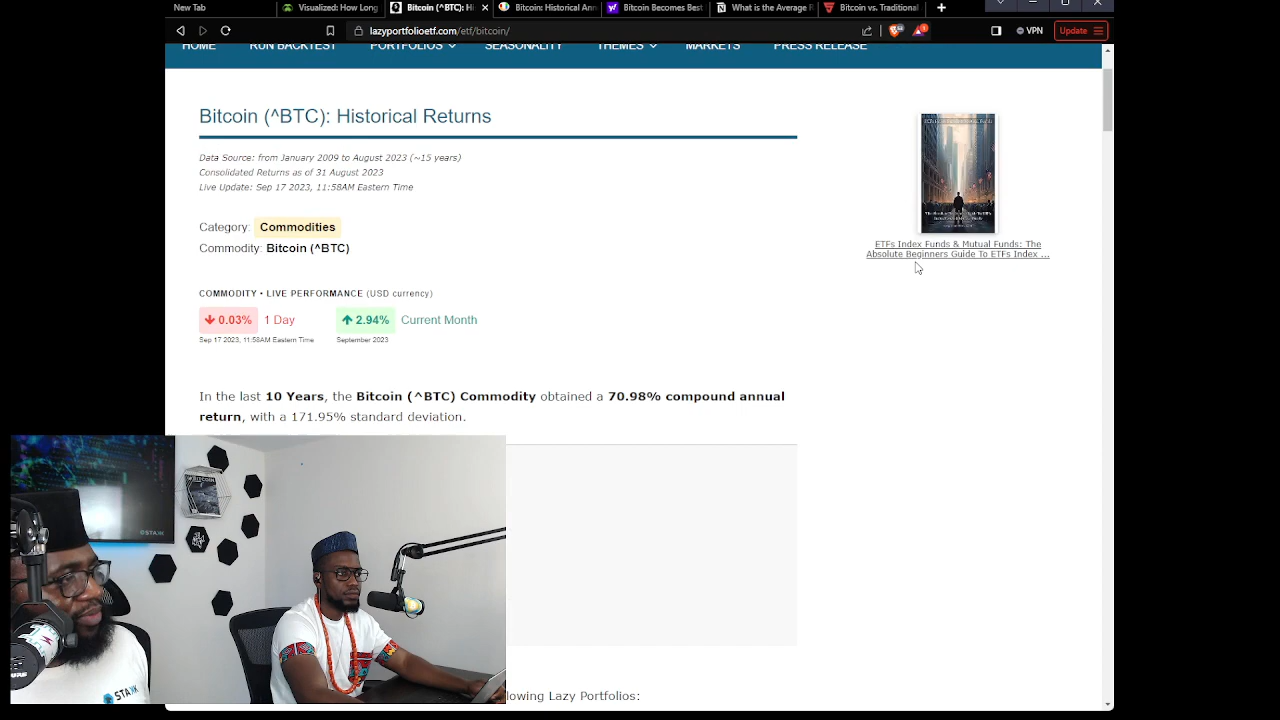 New Tab
Visualized: How Long
Bitcoin (^BTC): Hi
Bitcoin: Historical Ann
Bitcoin Becomes Best
What is the Average R
Bitcoin vs. Traditional
lazyportfolioetf.com/etf/bitcoin/
VPN
Update
HOME
RUN BACKTEST
PORTFOLIOS
SEASONALITY
THEMES
MARKETS
PRESS RELEASE
Bitcoin (^BTC): Historical Returns
Data Source: from January 2009 to August 2023 (~15 years)
Consolidated Returns as of 31 August 2023
Live Update: Sep 17 2023, 11:58AM Eastern Time
Category: Commodities
Commodity: Bitcoin (^BTC)
COMMODITY • LIVE PERFORMANCE (USD currency)
0.03% 1 Day
2.94% Current Month
Sep 17 2023, 11:58AM Eastern Time
September 2023
In the last 10 Years, the Bitcoin (^BTC) Commodity obtained a 70.98% compound annual
return, with a 171.95% standard deviation.
ETFs Index Funds & Mutual Funds: The
Absolute Beginners Guide To ETFs Index ...
lowing Lazy Portfolios:
BITCOIN
STAKK